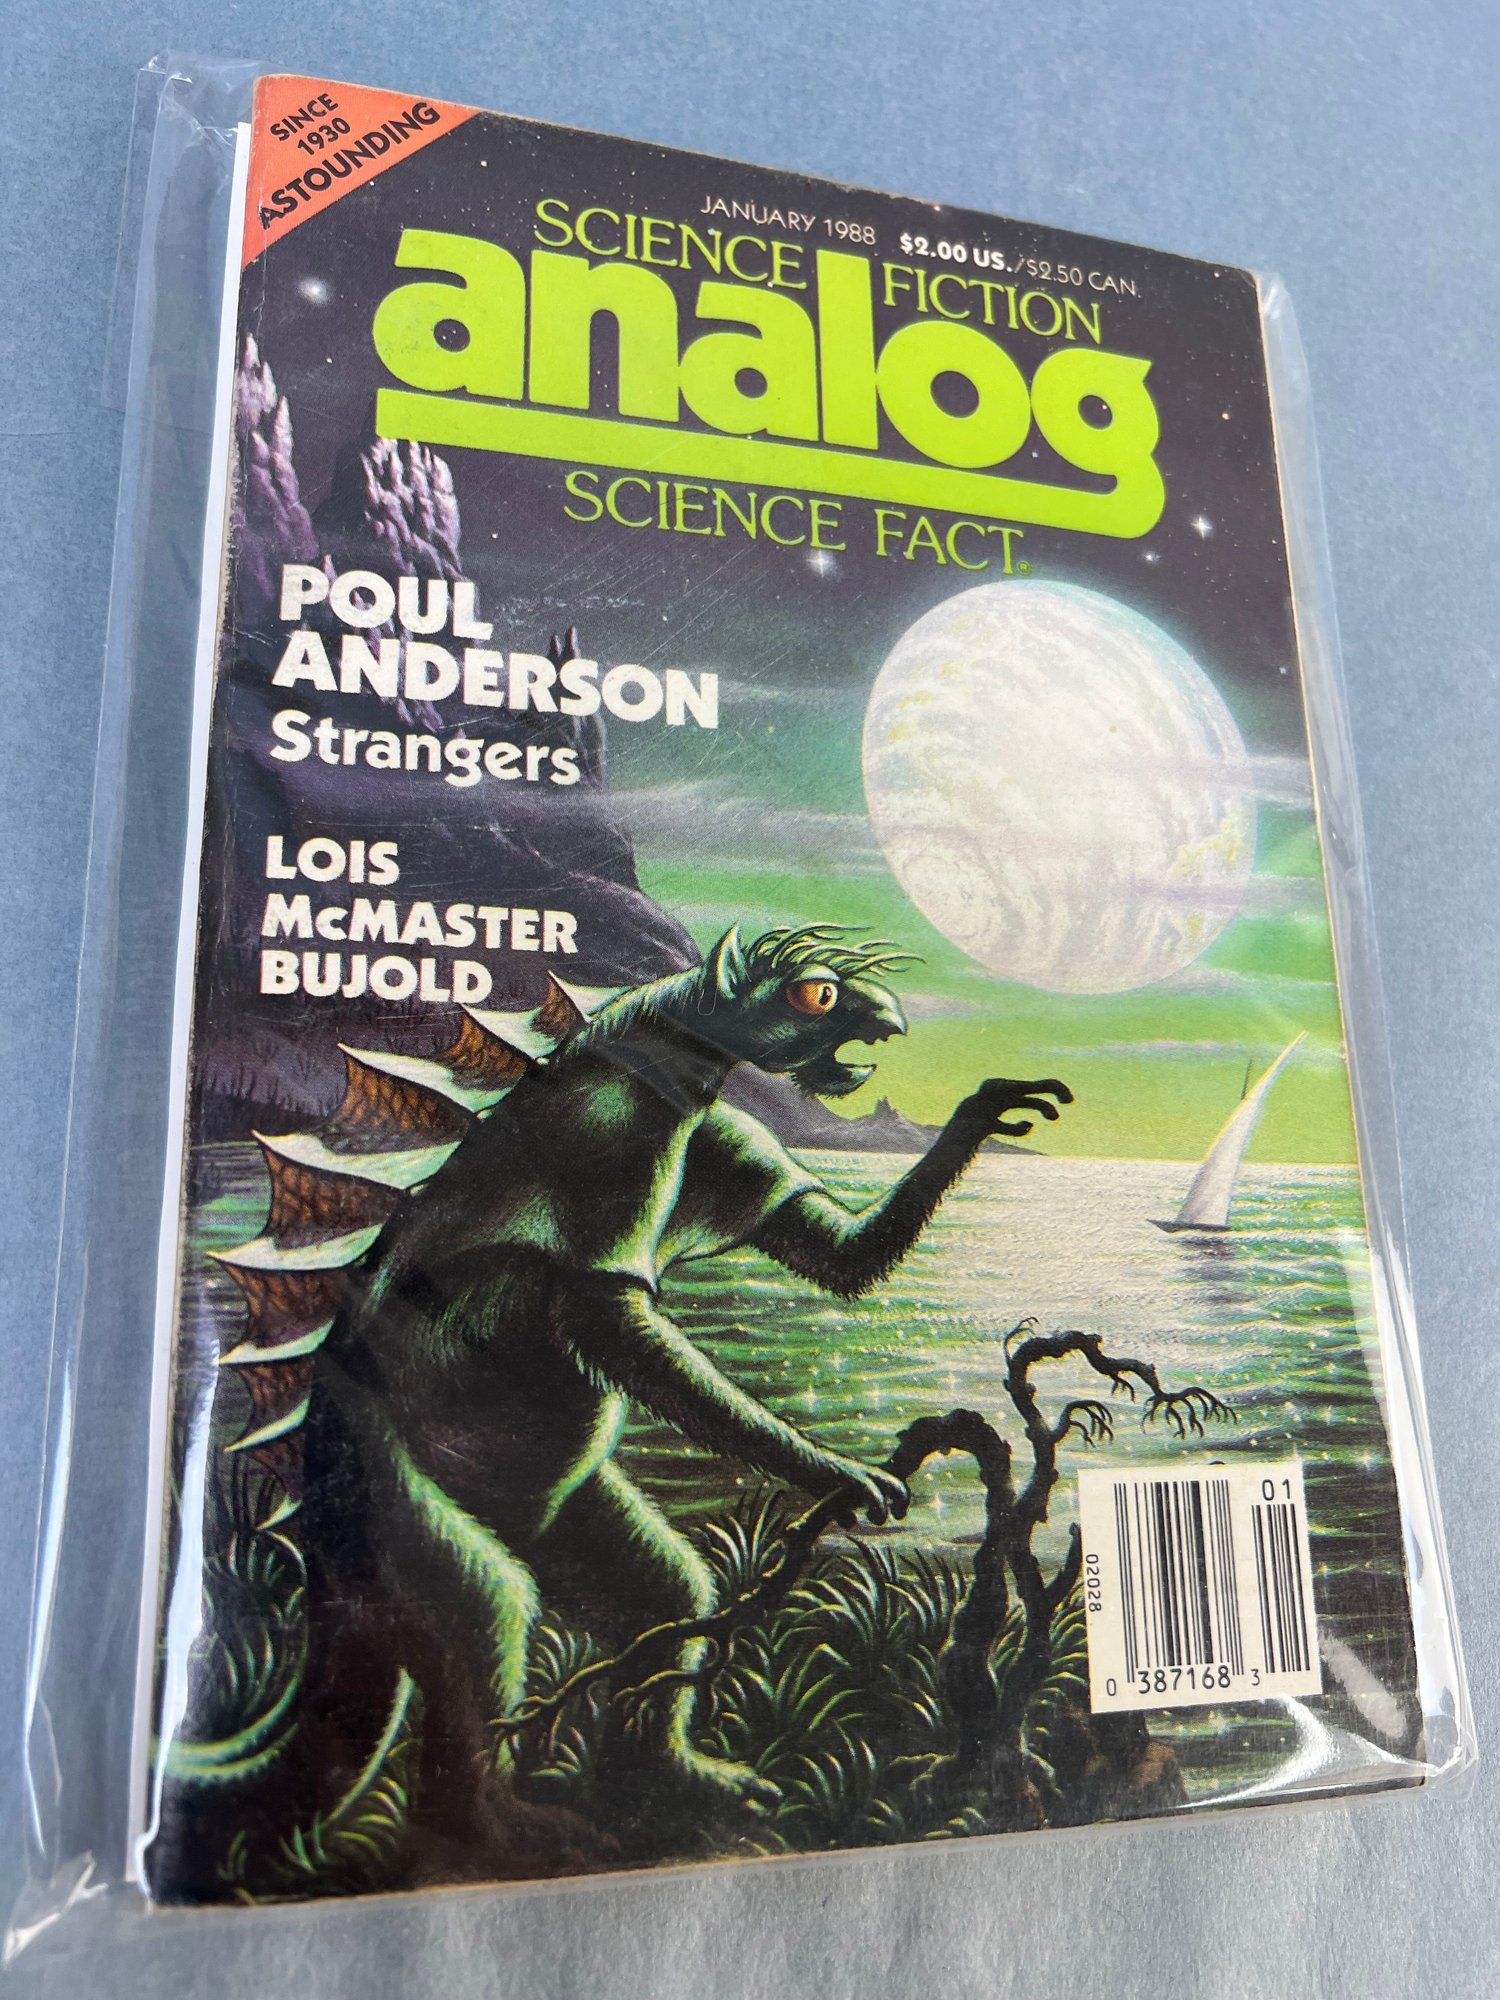 SINCE
1930
ASTOUNDING
JANUARY 1988 $2.00 US./$2.50 CAN.
SCIENCE FICTION
analog
SCIENCE FACT®
POUL
ANDERSON
Strangers
LOIS
McMASTER
BUJOLD
01
02028
0 387168 3